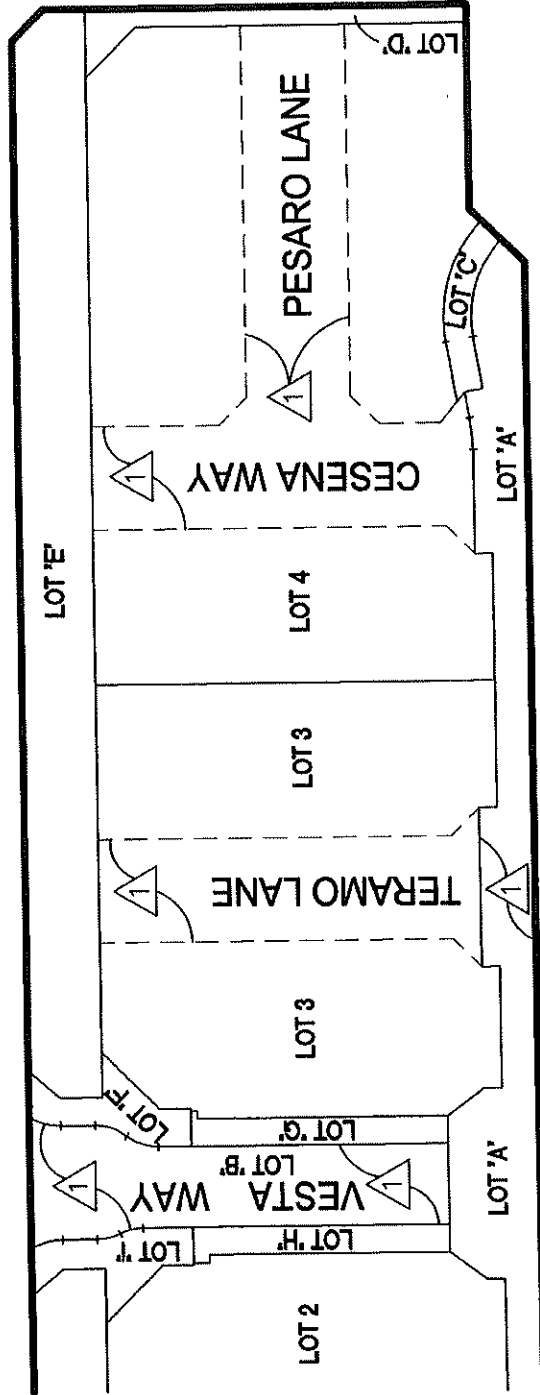 LOT 'D'
PESARO LANE
LOT 'C'
1
1
CESENA WAY
LOT 'A'
LOT 'E'
LOT 4
LOT 3
1
TERAMO LANE
1
LOT 3
LOT 'F'
LOT 'G'
LOT 'B'
1
VESTA WAY
1
LOT 'I'
LOT 'H'
LOT 'A'
LOT 2